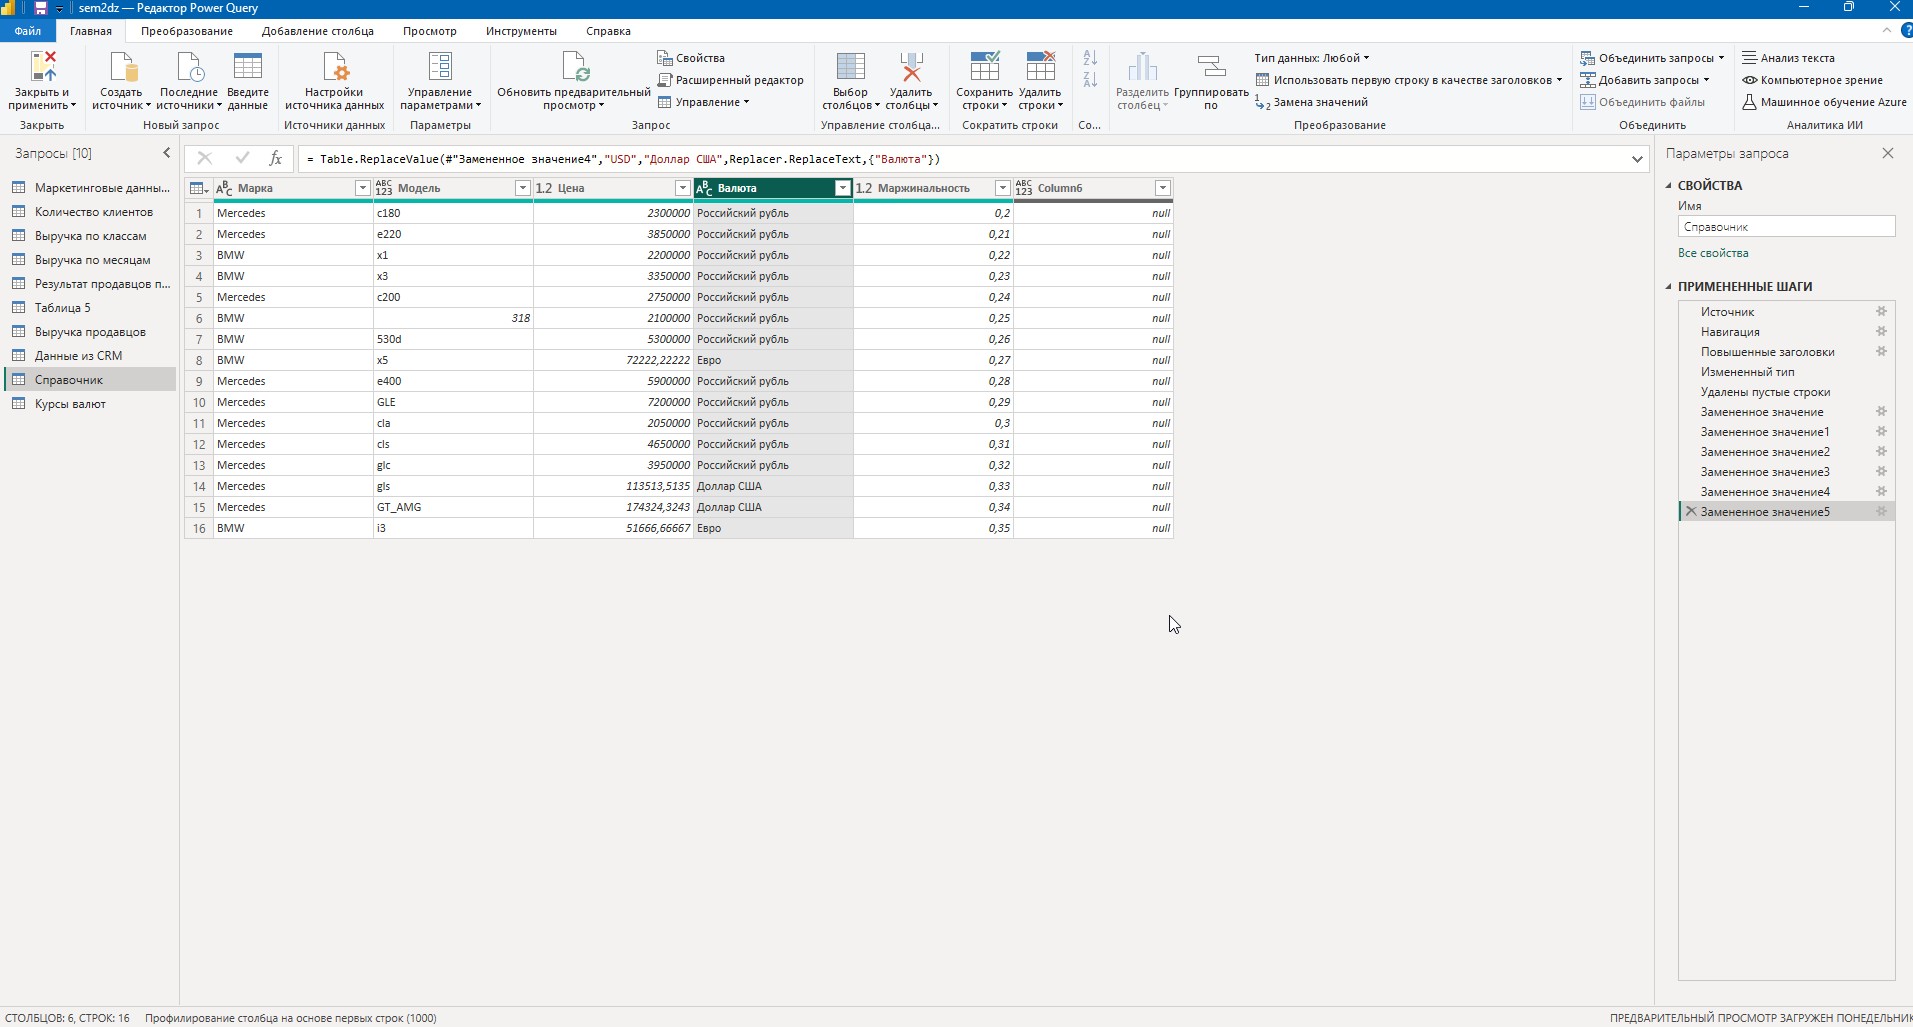 sem2dz — Редактор Power Query
Файл Главная Преобразование Добавление столбца Просмотр Инструменты Справка
Закрыть и применить
Закрыть
Создать источник
Последние источники
Введите данные
Новый запрос
Настройки источника данных
Источники данных
Управление параметрами
Параметры
Обновить предварительный просмотр
Свойства
Расширенный редактор
Управление
Запрос
Выбор столбцов
Удалить столбцы
Управление столбца...
Сохранить строки
Удалить строки
Сократить строки
Со...
Разделить столбец
Группировать по
Тип данных: Любой
Использовать первую строку в качестве заголовков
Замена значений
Преобразование
Объединить запросы
Добавить запросы
Объединить файлы
Объединить
Анализ текста
Компьютерное зрение
Машинное обучение Azure
Аналитика ИИ
Запросы [10]
Маркетинговые данны...
Количество клиентов
Выручка по классам
Выручка по месяцам
Результат продавцов п...
Таблица 5
Выручка продавцов
Данные из CRM
Справочник
Курсы валют
fx = Table.ReplaceValue(#"Замененное значение4","USD","Доллар США",Replacer.ReplaceText,{"Валюта"})
ABC Марка ABC 123 Модель 1.2 Цена ABC Валюта 1.2 Маржинальность ABC 123 Column6
1 Mercedes c180 2300000 Российский рубль 0,2 null
2 Mercedes e220 3850000 Российский рубль 0,21 null
3 BMW x1 2200000 Российский рубль 0,22 null
4 BMW x3 3350000 Российский рубль 0,23 null
5 Mercedes c200 2750000 Российский рубль 0,24 null
6 BMW 318 2100000 Российский рубль 0,25 null
7 BMW 530d 5300000 Российский рубль 0,26 null
8 BMW x5 72222,22222 Евро 0,27 null
9 Mercedes e400 5900000 Российский рубль 0,28 null
10 Mercedes GLE 7200000 Российский рубль 0,29 null
11 Mercedes cla 2050000 Российский рубль 0,3 null
12 Mercedes cls 4650000 Российский рубль 0,31 null
13 Mercedes glc 3950000 Российский рубль 0,32 null
14 Mercedes gls 113513,5135 Доллар США 0,33 null
15 Mercedes GT_AMG 174324,3243 Доллар США 0,34 null
16 BMW i3 51666,66667 Евро 0,35 null
Параметры запроса
СВОЙСТВА
Имя
Справочник
Все свойства
ПРИМЕНЕННЫЕ ШАГИ
Источник
Навигация
Повышенные заголовки
Измененный тип
Удалены пустые строки
Замененное значение
Замененное значение1
Замененное значение2
Замененное значение3
Замененное значение4
Замененное значение5
СТОЛБЦОВ: 6, СТРОК: 16 Профилирование столбца на основе первых строк (1000)
ПРЕДВАРИТЕЛЬНЫЙ ПРОСМОТР ЗАГРУЖЕН ПОНЕДЕЛЬНИК